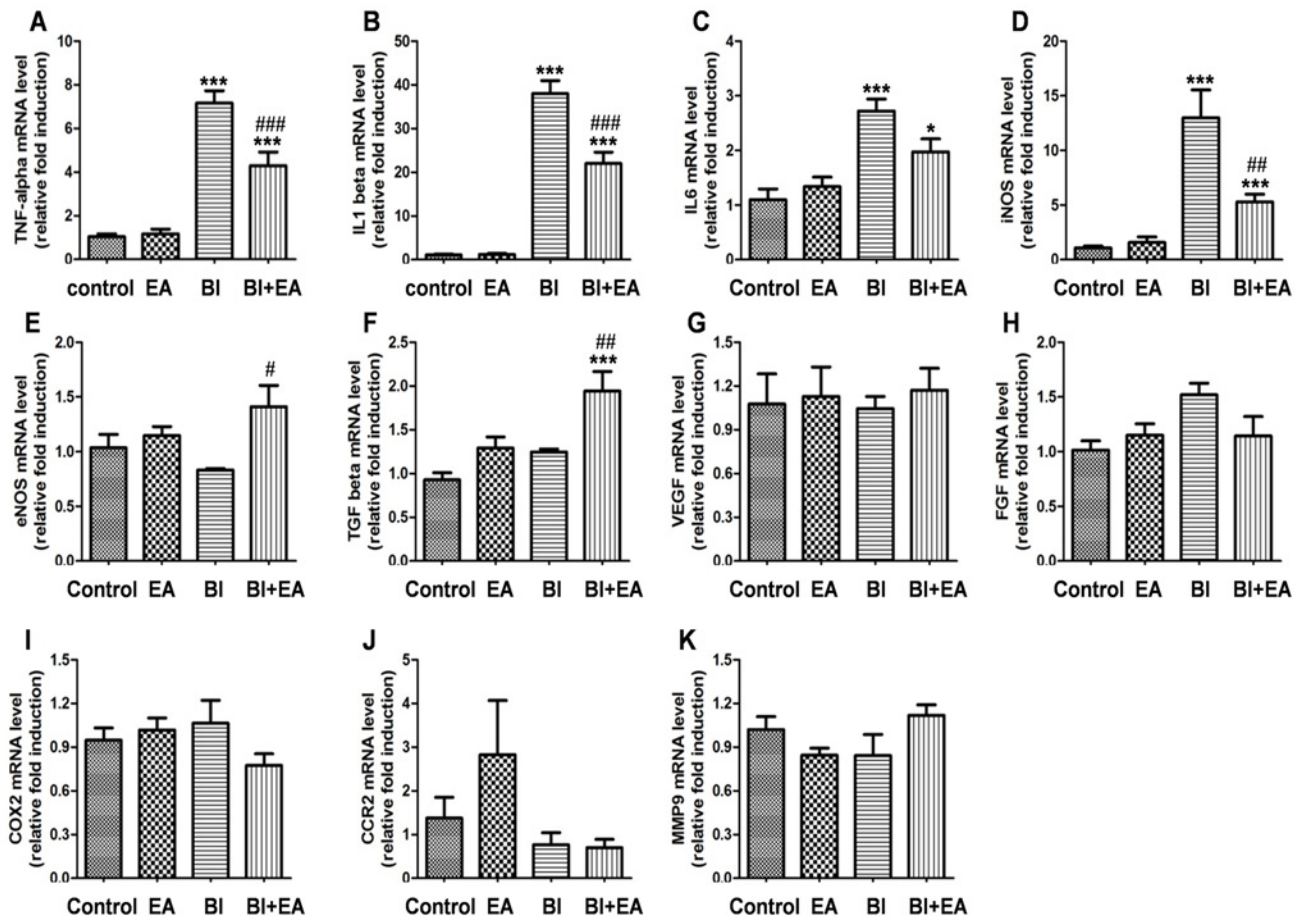 A
TNF-alpha mRNA level
(relative fold induction)
10
8
6
4
2
0
***
###
***
control EA BI BI+EA
B
IL1 beta mRNA level
(relative fold induction)
50
40
30
20
10
0
***
###
***
control EA BI BI+EA
C
IL6 mRNA level
(relative fold induction)
4
3
2
1
0
***
*
Control EA BI BI+EA
D
iNOS mRNA level
(relative fold induction)
20
15
10
5
0
***
##
***
Control EA BI BI+EA
E
eNOS mRNA level
(relative fold induction)
2.0
1.5
1.0
0.5
0.0
#
Control EA BI BI+EA
F
TGF beta mRNA level
(relative fold induction)
2.5
2.0
1.5
1.0
0.5
0.0
##
***
Control EA BI BI+EA
G
VEGF mRNA level
(relative fold induction)
1.5
1.2
0.9
0.6
0.3
0.0
Control EA BI BI+EA
H
FGF mRNA level
(relative fold induction)
2.0
1.5
1.0
0.5
0.0
Control EA BI BI+EA
I
COX2 mRNA level
(relative fold induction)
1.5
1.2
0.9
0.6
0.3
0.0
Control EA BI BI+EA
J
CCR2 mRNA level
(relative fold induction)
5
4
3
2
1
0
Control EA BI BI+EA
K
MMP9 mRNA level
(relative fold induction)
1.5
1.2
0.9
0.6
0.3
0.0
Control EA BI BI+EA